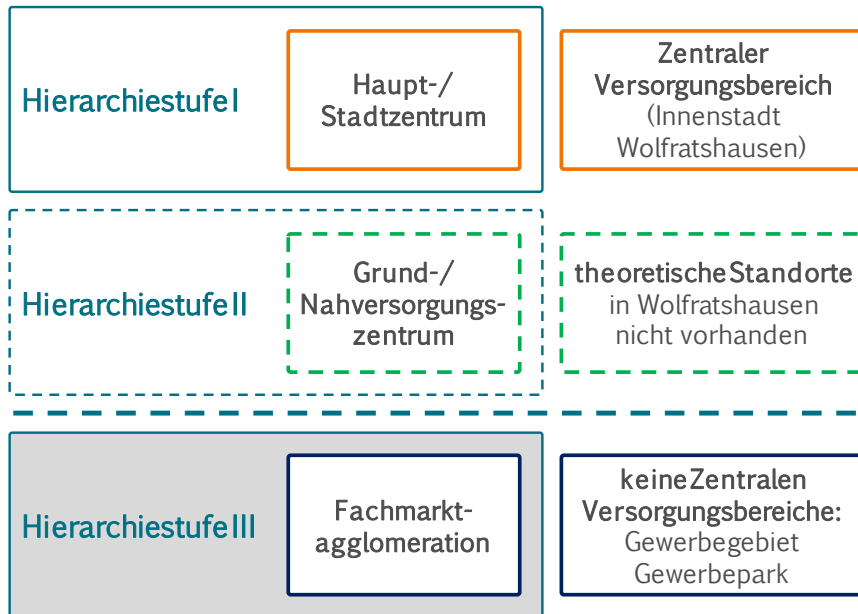 Hierarchiestufe I
Haupt-/
Stadtzentrum
Zentraler
Versorgungsbereich
(Innenstadt
Wolfratshausen)
Hierarchiestufe II
Grund-/
Nahversorgungs-
zentrum
theoretische Standorte
in Wolfratshausen
nicht vorhanden
Hierarchiestufe III
Fachmarkt-
agglomeration
keine Zentralen
Versorgungsbereiche:
Gewerbegebiet
Gewerbepark